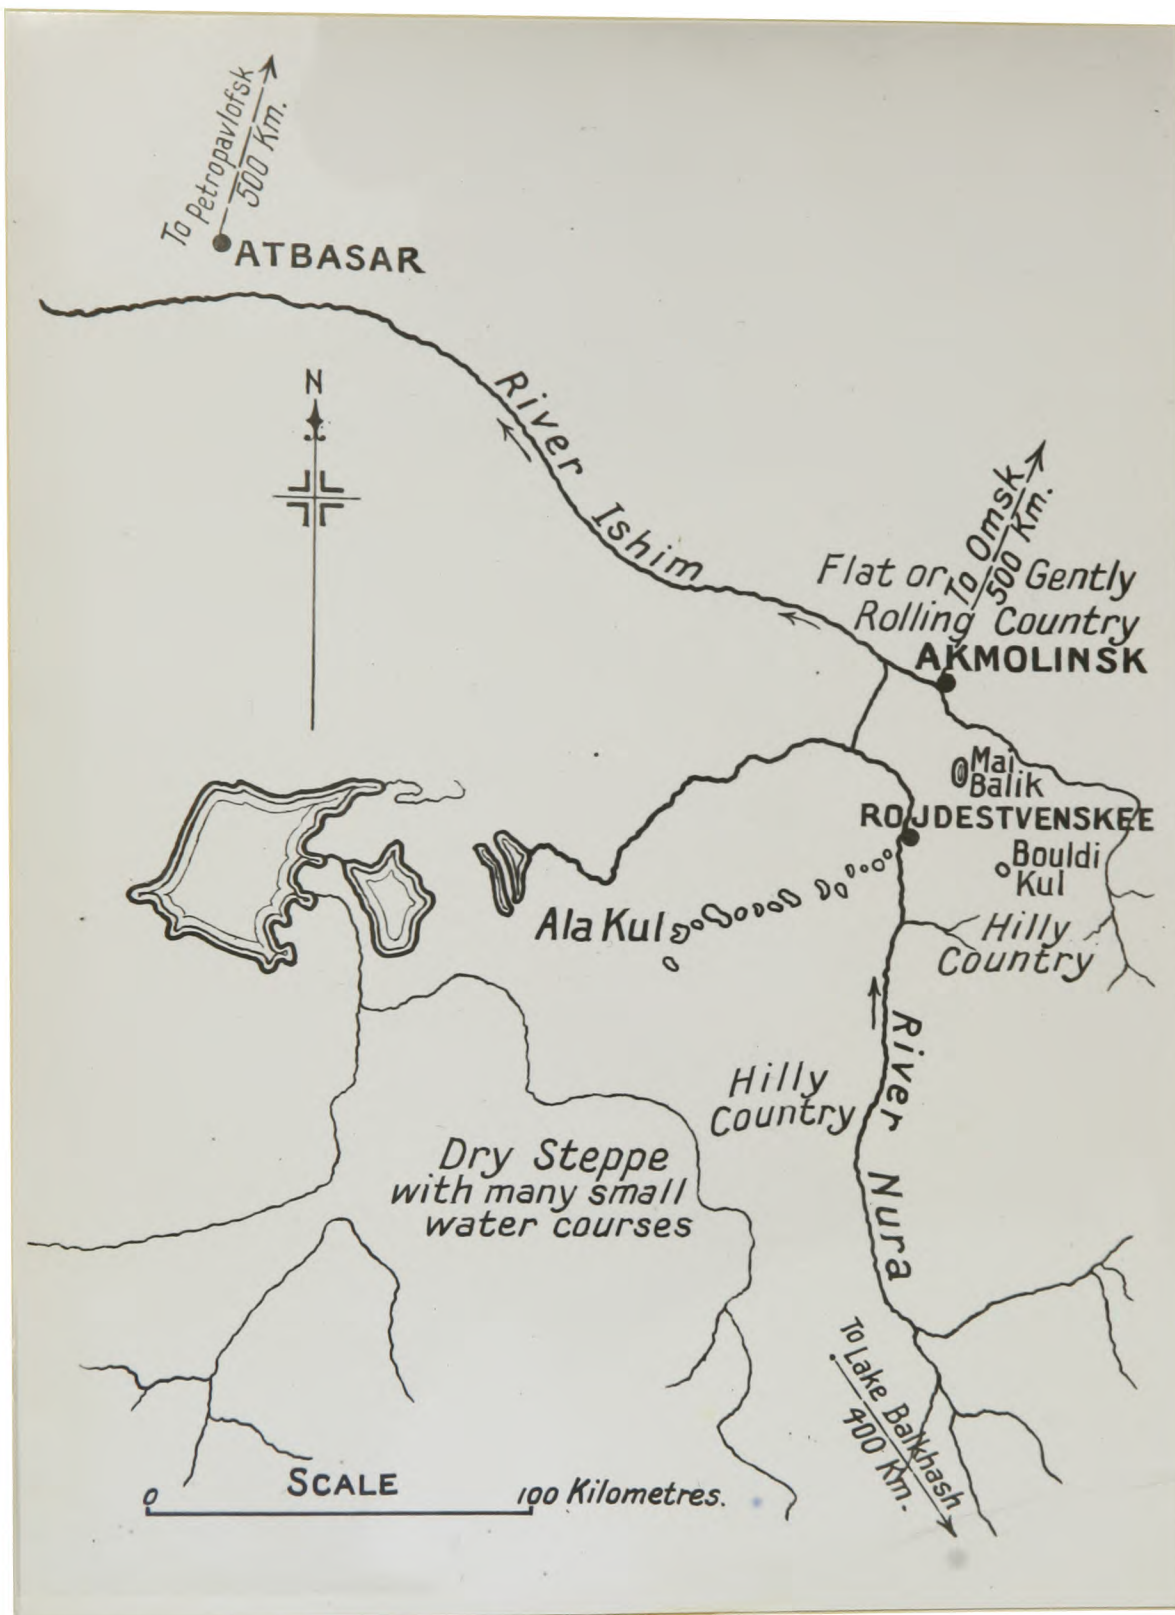 To Petropavlofsk
500 Km.
ATBASAR
N
River Ishim
To Omsk
500 Km.
Flat or Gently
Rolling Country
AKMOLINSK
Mai
Balik
ROJDESTVENSKEE
Bouldi
Kul
Ala Kul
Hilly
Country
River Nura
Hilly
Country
Dry Steppe
with many small
water courses
To Lake Balkhash
400 Km.
SCALE
0 100 Kilometres.